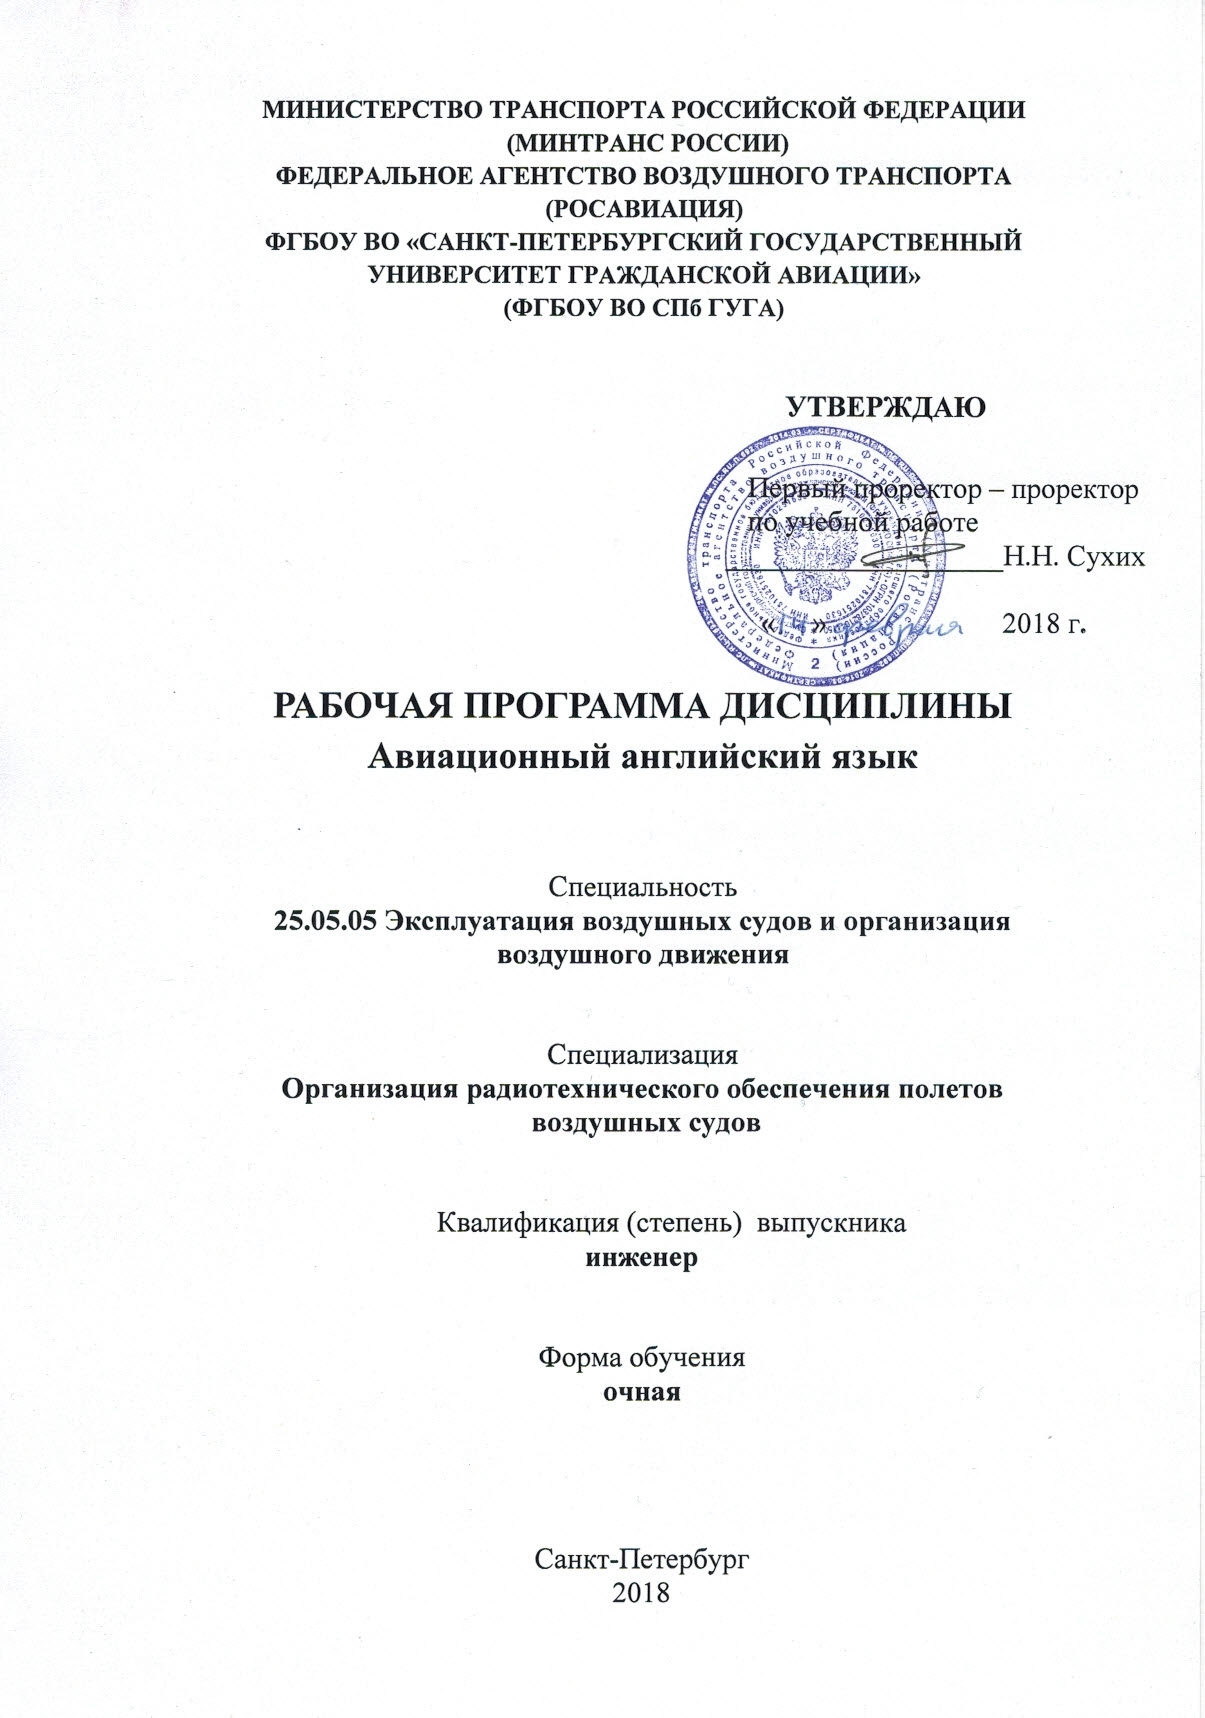 МИНИСТЕРСТВО ТРАНСПОРТА РОССИЙСКОЙ ФЕДЕРАЦИИ
(МИНТРАНС РОССИИ)
ФЕДЕРАЛЬНОЕ АГЕНТСТВО ВОЗДУШНОГО ТРАНСПОРТА
(РОСАВИАЦИЯ)
ФГБОУ ВО «САНКТ-ПЕТЕРБУРГСКИЙ ГОСУДАРСТВЕННЫЙ
УНИВЕРСИТЕТ ГРАЖДАНСКОЙ АВИАЦИИ»
(ФГБОУ ВО СПб ГУГА)
УТВЕРЖДАЮ
Первый проректор – проректор
по учебной работе
Н.Н. Сухих
« » февраля 2018 г.
РАБОЧАЯ ПРОГРАММА ДИСЦИПЛИНЫ
Авиационный английский язык
Специальность
25.05.05 Эксплуатация воздушных судов и организация
воздушного движения
Специализация
Организация радиотехнического обеспечения полетов
воздушных судов
Квалификация (степень) выпускника
инженер
Форма обучения
очная
Санкт-Петербург
2018